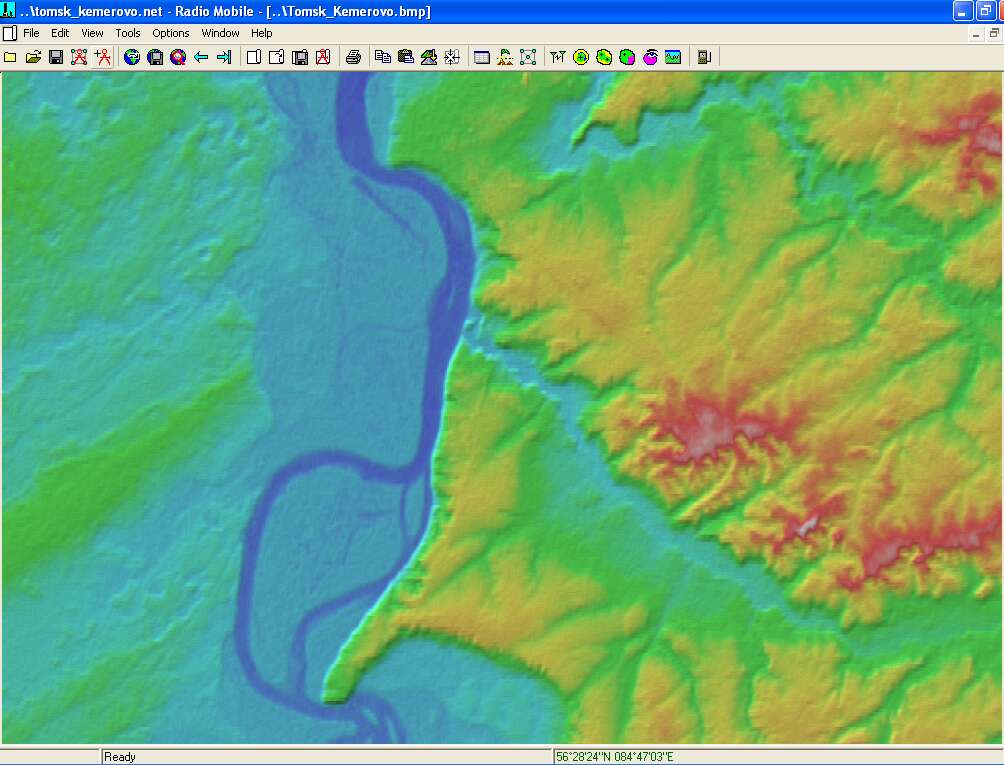 ..\tomsk_kemerovo.net - Radio Mobile - [..\Tomsk_Kemerovo.bmp]
File Edit View Tools Options Window Help
Ready 56°28'24"N 084°47'03"E